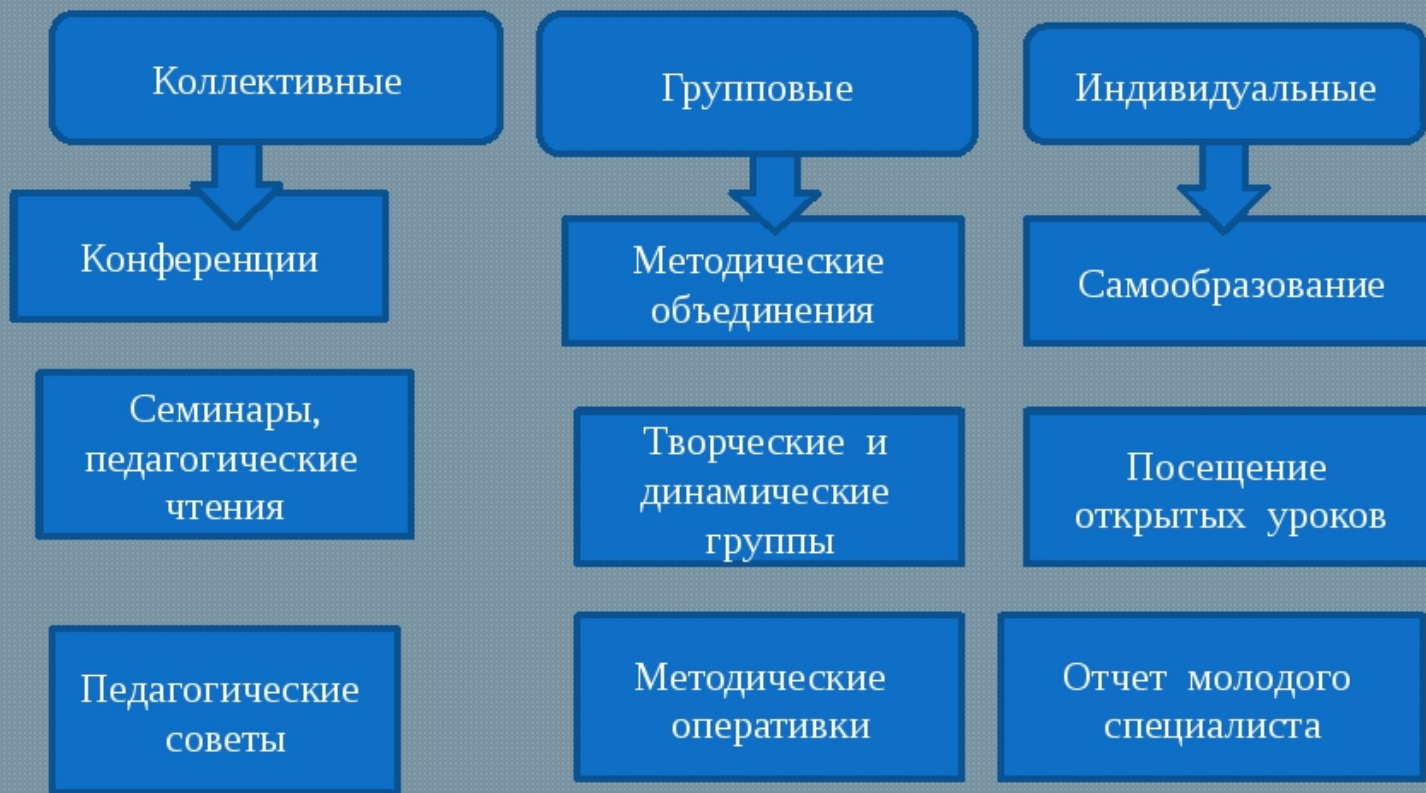 Коллективные
Групповые
Индивидуальные
Конференции
Методические
объединения
Самообразование
Семинары,
педагогические
чтения
Творческие и
динамические
группы
Посещение
открытых уроков
Педагогические
советы
Методические
оперативки
Отчет молодого
специалиста